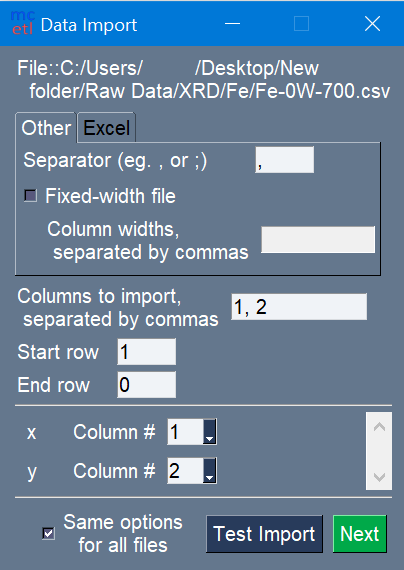 mc
etl
Data Import
File::C:/Users/ /Desktop/New
folder/Raw Data/XRD/Fe/Fe-0W-700.csv
Other Excel
Separator (eg. , or ;) ,
Fixed-width file
Column widths,
separated by commas
Columns to import,
separated by commas 1, 2
Start row 1
End row 0
x Column # 1
y Column # 2
Same options
for all files
Test Import Next